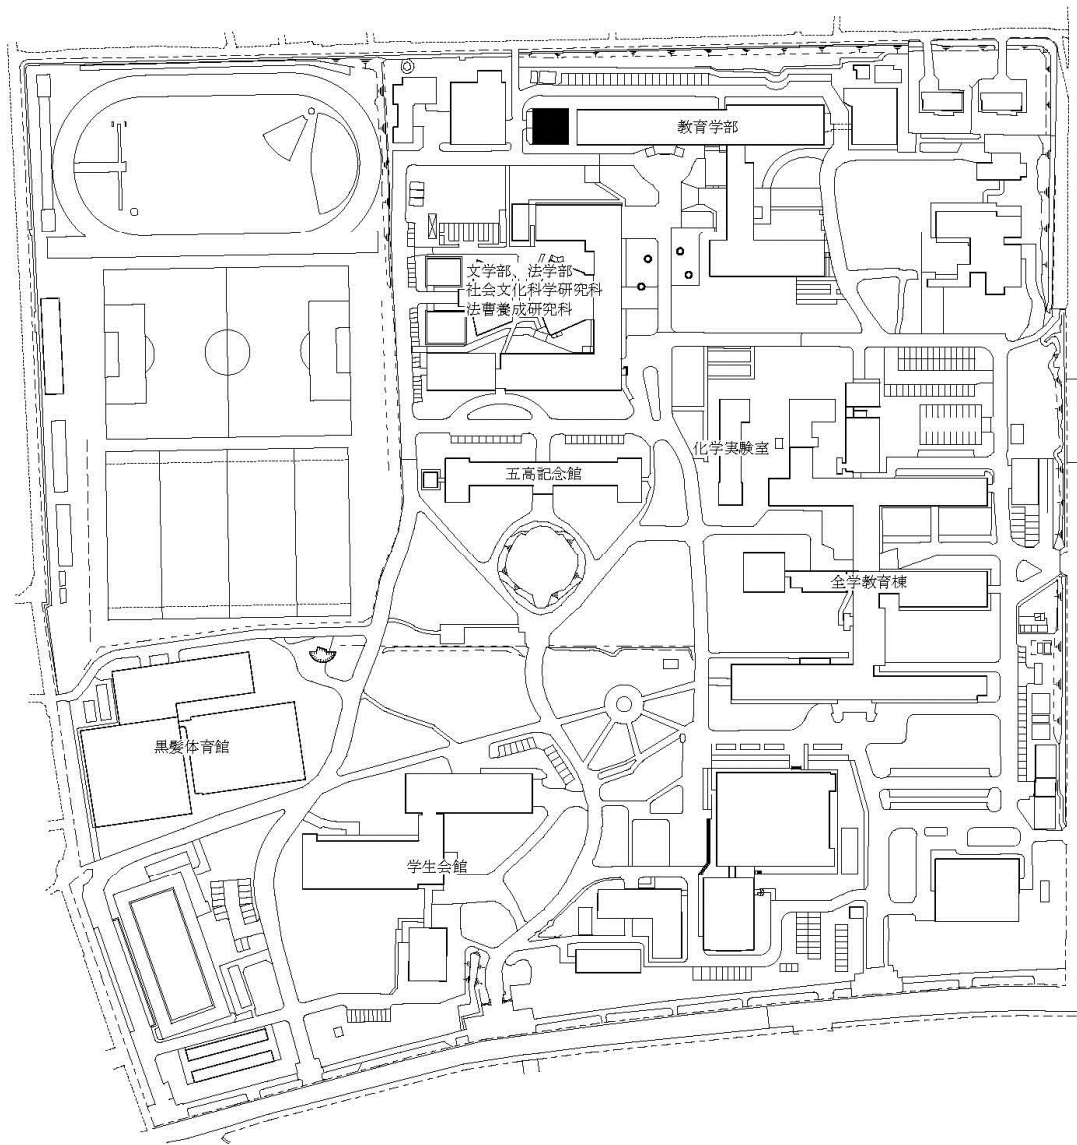 教育学部
文学部、法学部
社会文化科学研究科
法曹養成研究科
化学実験室
五高記念館
全学教育棟
黒髪体育館
学生会館